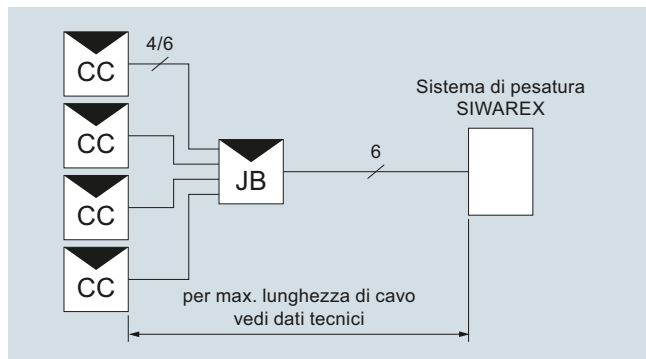 4/6
CC
CC
CC
CC
JB
6
Sistema di pesatura
SIWAREX
per max. lunghezza di cavo
vedi dati tecnici